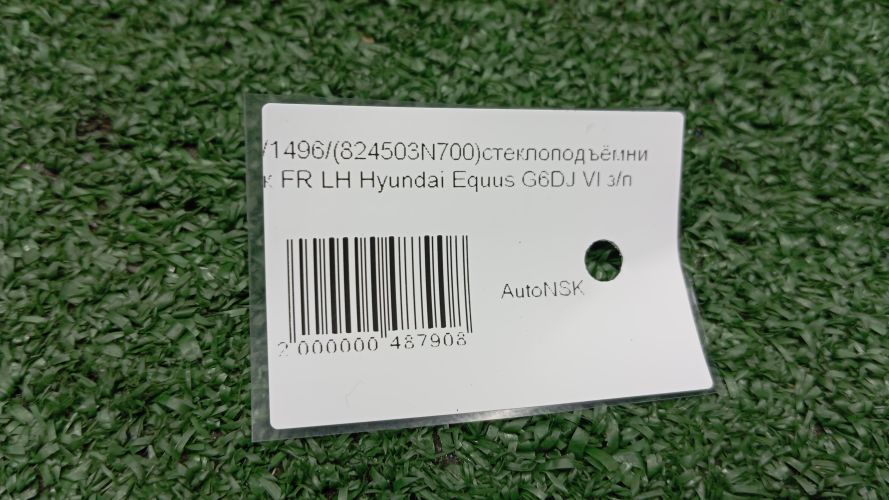 /1496/(824503N700)стеклоподъёмни
к FR LH Hyundai Equus G6DJ VI з/п
AutoNSK
2 000000 487908